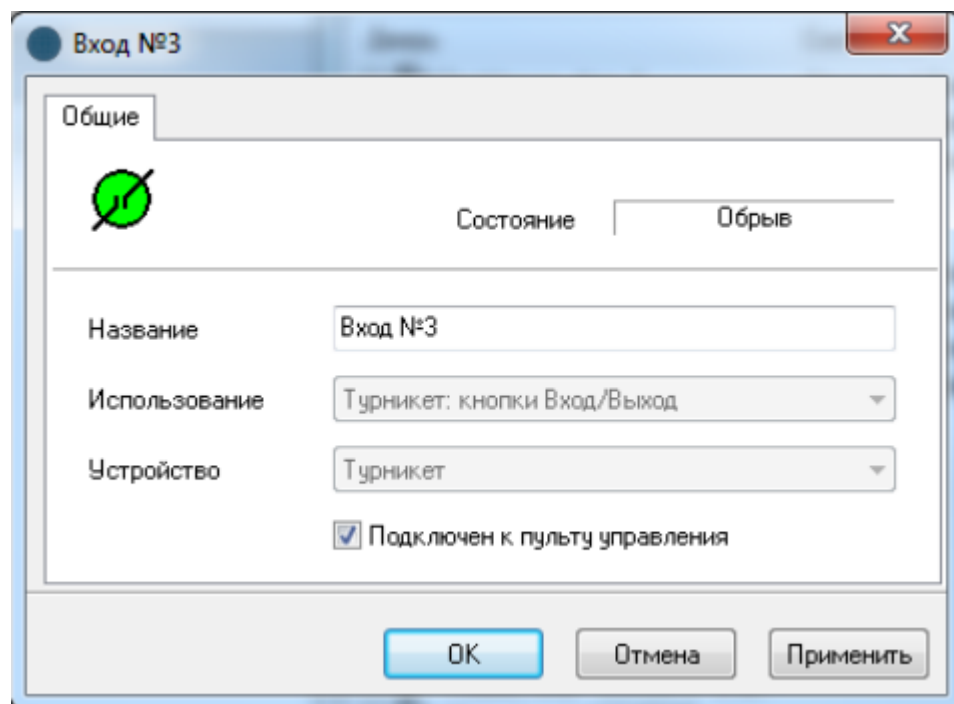 Вход №3
Общие
Состояние
Обрыв
Название
Вход №3
Использование
Турникет: кнопки Вход/Выход
Устройство
Турникет
Подключен к пульту управления
OK
Отмена
Применить